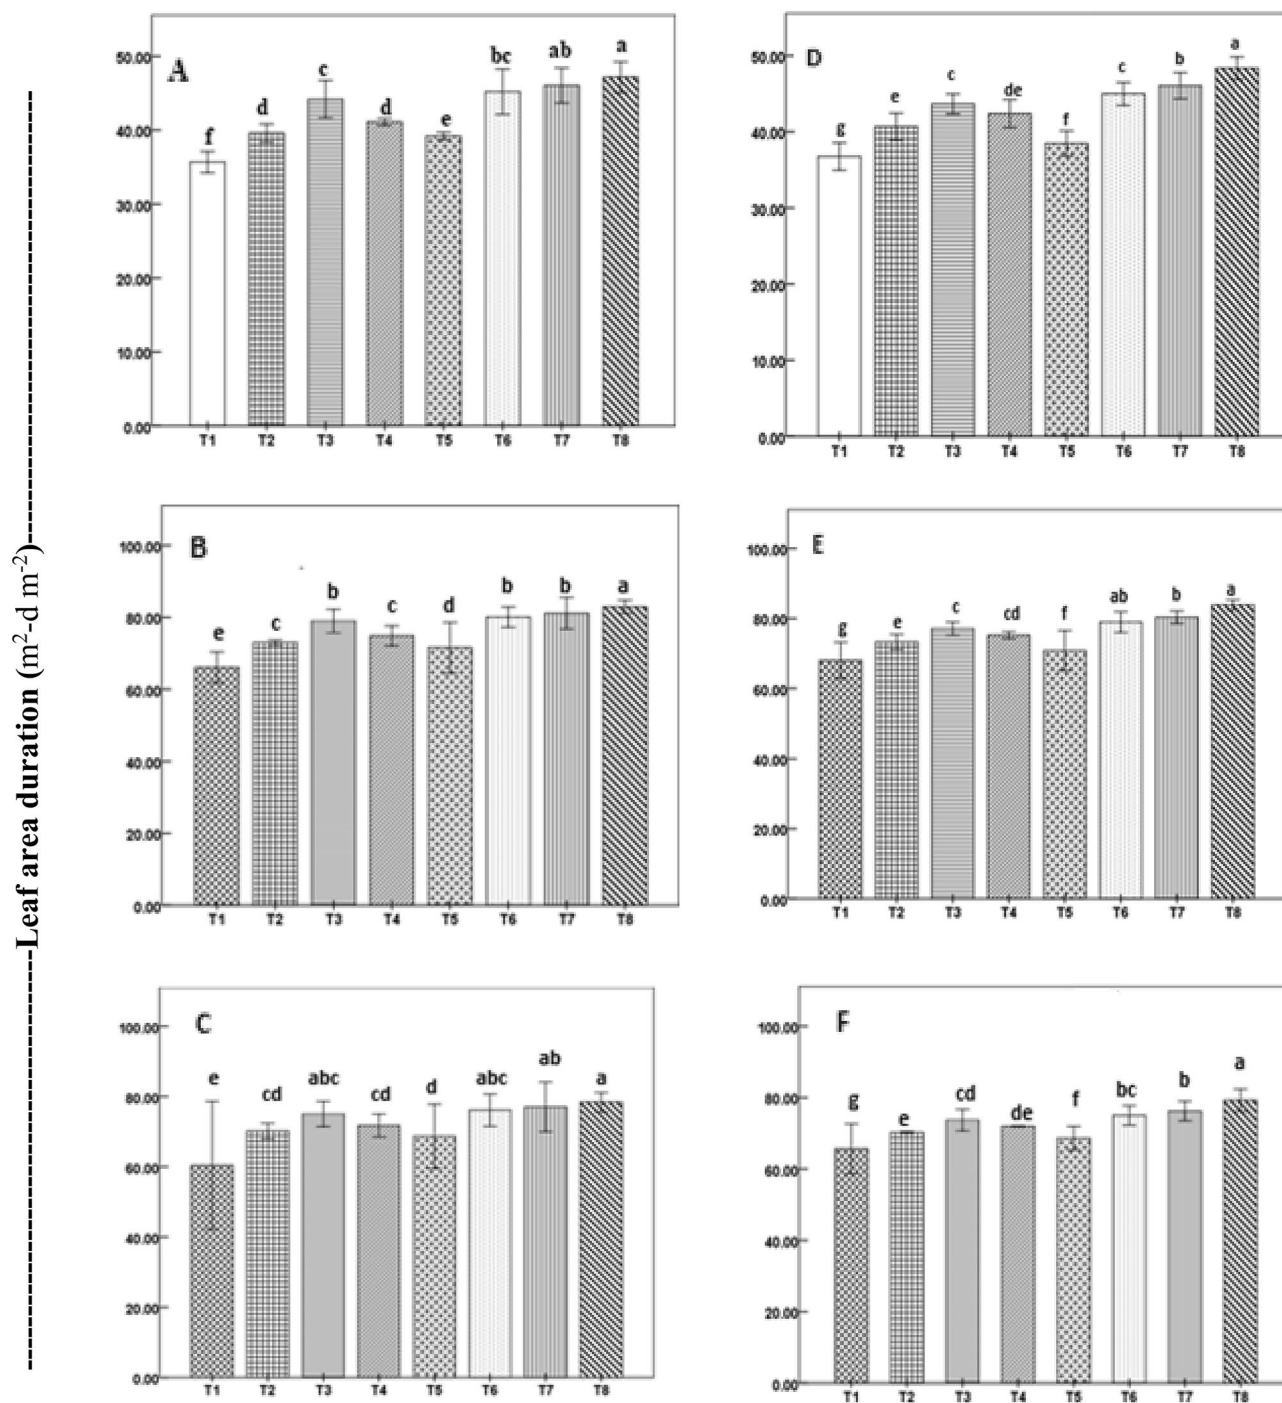 Leaf area duration (m²-d m⁻²)
A
50.00
40.00
30.00
20.00
10.00
0.00
f d c d e bc ab a
T1 T2 T3 T4 T5 T6 T7 T8
D
50.00
40.00
30.00
20.00
10.00
0.00
g e c de f c b a
T1 T2 T3 T4 T5 T6 T7 T8
B
100.00
80.00
60.00
40.00
20.00
0.00
e c b c d b b a
T1 T2 T3 T4 T5 T6 T7 T8
E
100.00
80.00
60.00
40.00
20.00
0.00
g e c cd f ab b a
T1 T2 T3 T4 T5 T6 T7 T8
C
100.00
80.00
60.00
40.00
20.00
0.00
e cd abc cd d abc ab a
T1 T2 T3 T4 T5 T6 T7 T8
F
100.00
80.00
60.00
40.00
20.00
0.00
g e cd de f bc b a
T1 T2 T3 T4 T5 T6 T7 T8